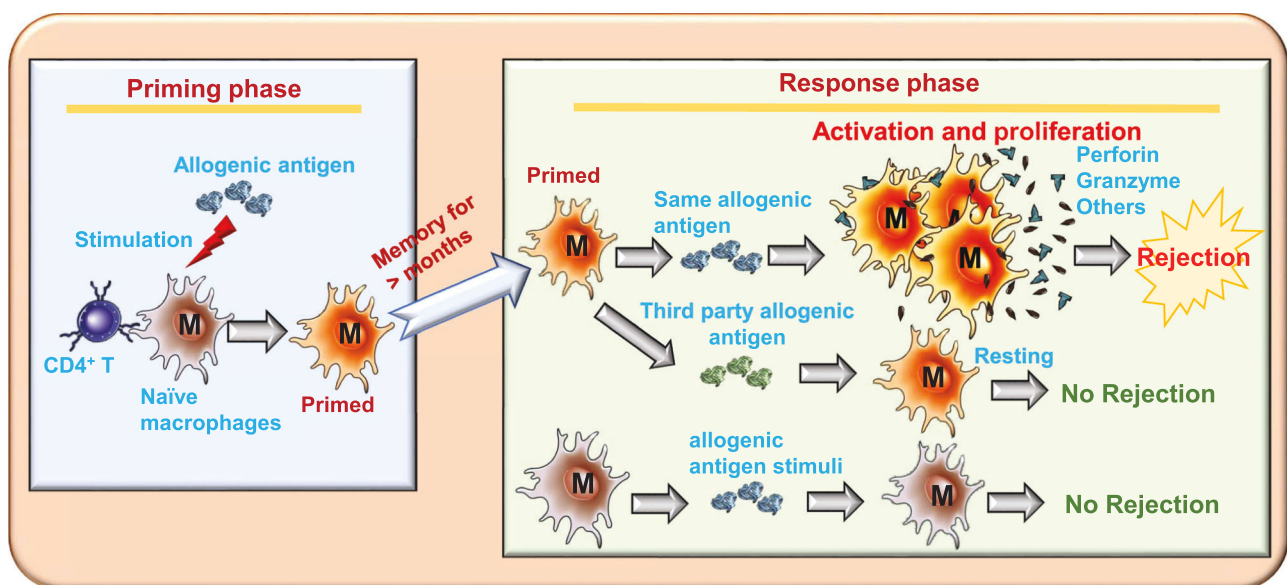 Priming phase
Allogenic antigen
Stimulation
CD4⁺ T
M
Naïve
macrophages
M
Primed
Memory for
> months
Response phase
Activation and proliferation
Primed
M
Same allogenic
antigen
M
M
M
Perforin
Granzyme
Others
Rejection
Third party allogenic
antigen
M
Resting
No Rejection
M
allogenic
antigen stimuli
M
No Rejection